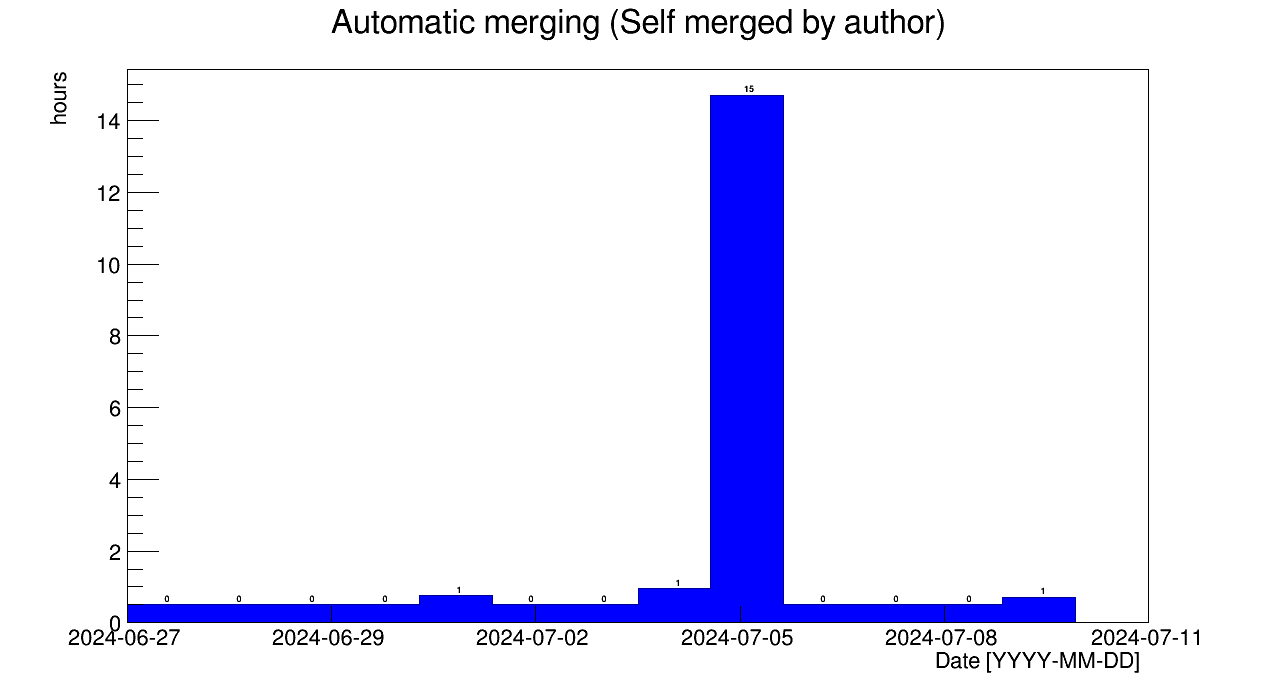 Automatic merging (Self merged by author)
hours
14
12
10
8
6
4
2
0
0 0 0 0 1 0 0 1 15 0 0 0 1
2024-06-27 2024-06-29 2024-07-02 2024-07-05 2024-07-08 2024-07-11
Date [YYYY-MM-DD]